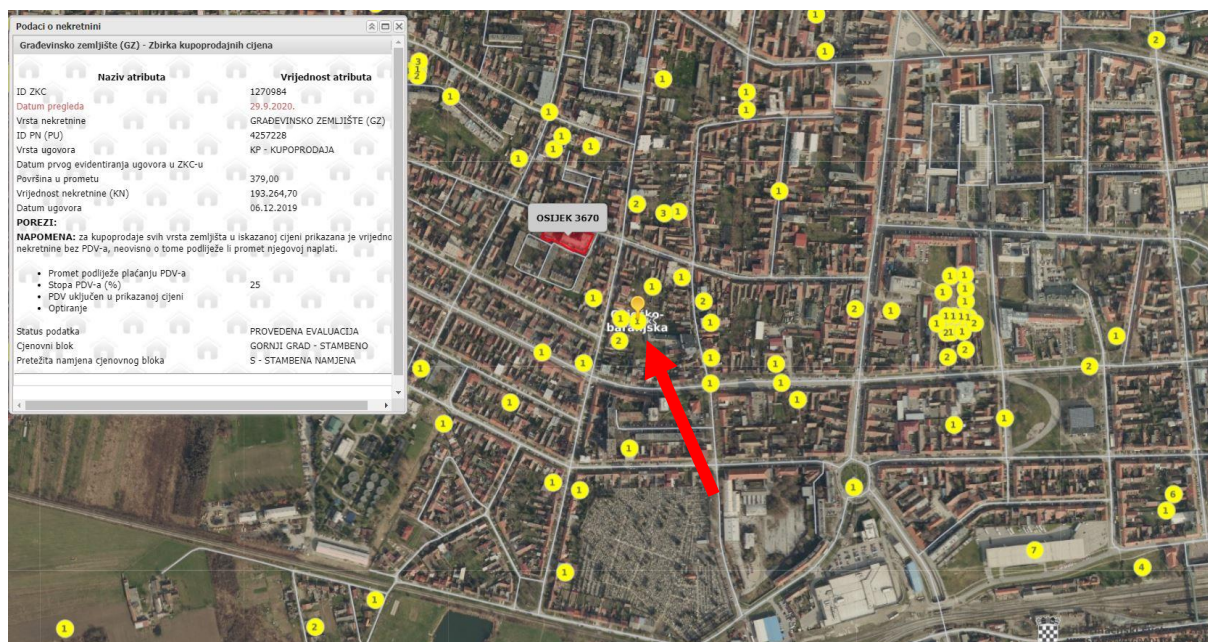 Podaci o nekretnini
Građevinsko zemljište (GZ) - Zbirka kupoprodajnih cijena
Naziv atributa Vrijednost atributa
ID ZKC 1270984
Datum pregleda 29.9.2020.
Vrsta nekretnine GRAĐEVINSKO ZEMLJIŠTE (GZ)
ID PN (PU) 4257228
Vrsta ugovora KP - KUPOPRODAJA
Datum prvog evidentiranja ugovora u ZKC-u
Površina u prometu 379,00
Vrijednost nekretnine (KN) 193.264,70
Datum ugovora 06.12.2019
POREZI:
NAPOMENA: za kupoprodaje svih vrsta zemljišta u iskazanoj cijeni prikazana je vrijedno
nekretnine bez PDV-a, neovisno o tome podliježe li promet njegovoj naplati.
• Promet podliježe plaćanju PDV-a
• Stopa PDV-a (%) 25
• PDV uključen u prikazanoj cijeni
• Optiranje
Status podatka PROVEDENA EVALUACIJA
Cjenovni blok GORNJI GRAD - STAMBENO
Pretežita namjena cjenovnog bloka S - STAMBENA NAMJENA
OSIJEK 3670
baranjska